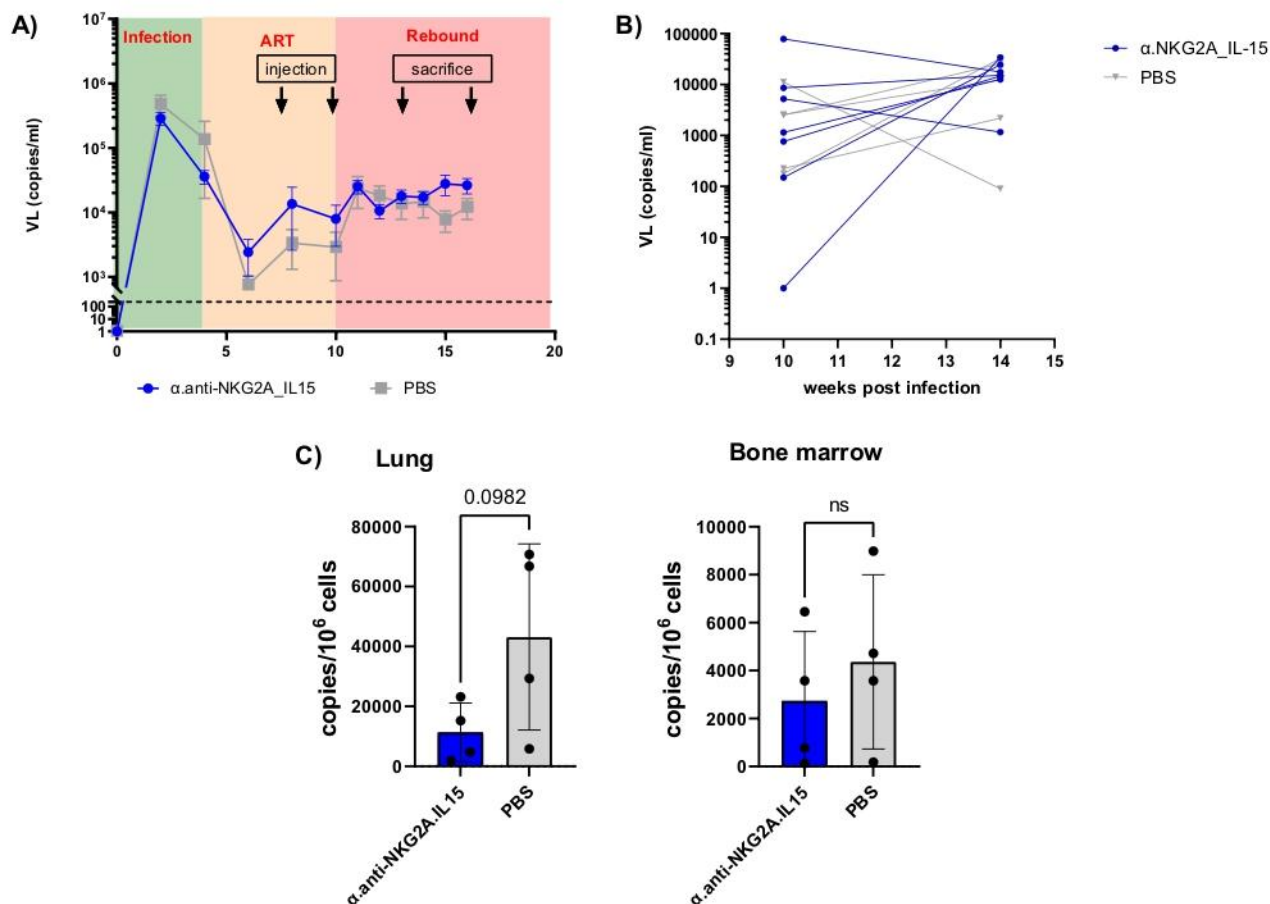 A)
Infection
ART
Rebound
injection
sacrifice
VL (copies/ml)
10⁷
10⁶
10⁵
10⁴
10³
100
10
1
0
5
10
15
20
α.anti-NKG2A_IL15
PBS
B)
VL (copies/ml)
100000
10000
1000
100
10
1
0.1
9
10
11
12
13
14
15
weeks post infection
α.NKG2A_IL-15
PBS
C)
Lung
0.0982
copies/10⁶ cells
80000
60000
40000
20000
0
α.anti-NKG2A.IL15
PBS
Bone marrow
ns
copies/10⁶ cells
10000
8000
6000
4000
2000
0
α.anti-NKG2A.IL15
PBS